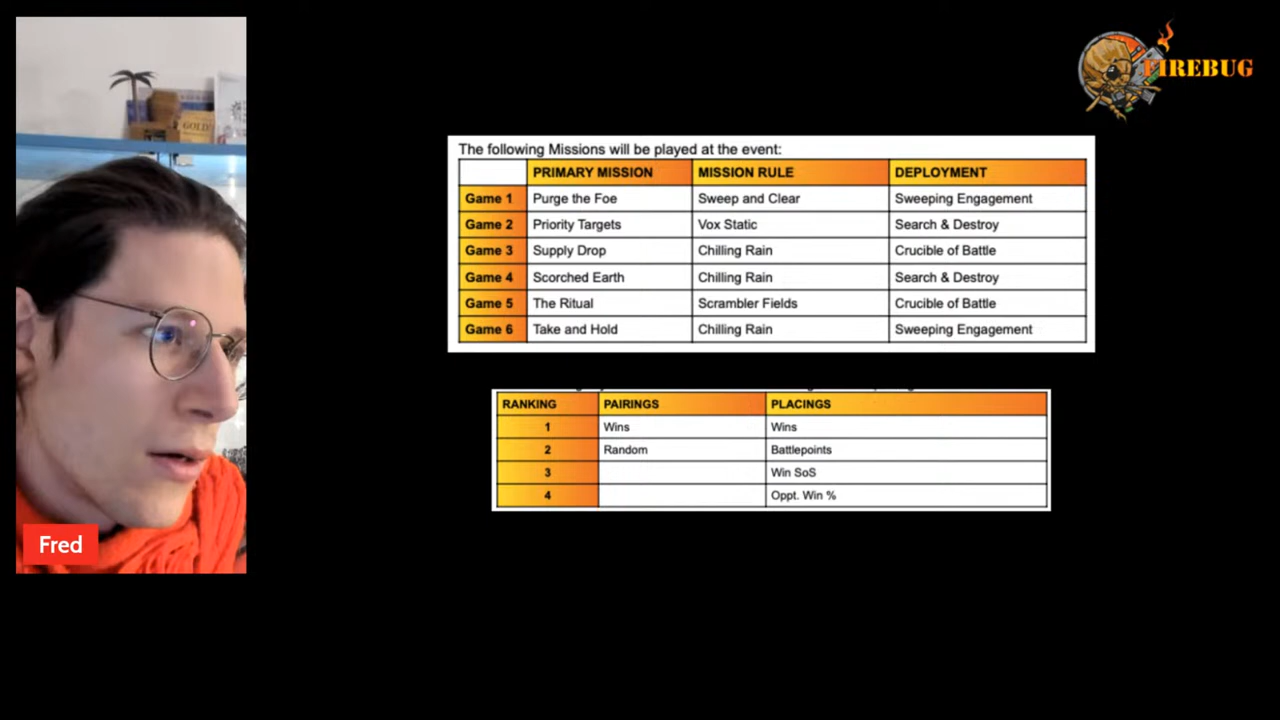 FIREBUG
GOLD!
The following Missions will be played at the event:
PRIMARY MISSION MISSION RULE DEPLOYMENT
Game 1 Purge the Foe Sweep and Clear Sweeping Engagement
Game 2 Priority Targets Vox Static Search & Destroy
Game 3 Supply Drop Chilling Rain Crucible of Battle
Game 4 Scorched Earth Chilling Rain Search & Destroy
Game 5 The Ritual Scrambler Fields Crucible of Battle
Game 6 Take and Hold Chilling Rain Sweeping Engagement
RANKING PAIRINGS PLACINGS
1 Wins Wins
2 Random Battlepoints
3 Win SoS
4 Oppt. Win %
Fred